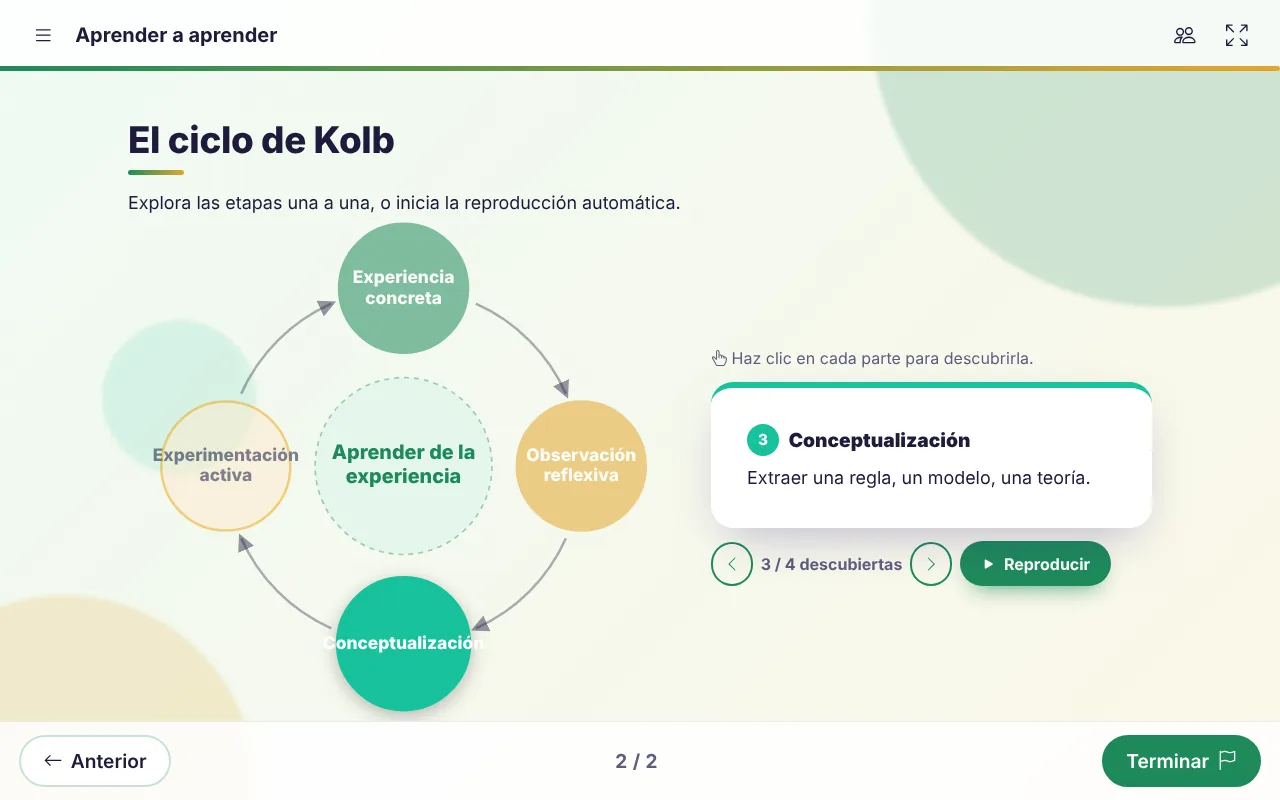 Aprender a aprender
El ciclo de Kolb
Explora las etapas una a una, o inicia la reproducción automática.
Experiencia
concreta
Experimentación
activa
Aprender de la
experiencia
Observación
reflexiva
Conceptualización
Haz clic en cada parte para descubrirla.
3 Conceptualización
Extraer una regla, un modelo, una teoría.
3 / 4 descubiertas
Reproducir
Anterior
2 / 2
Terminar